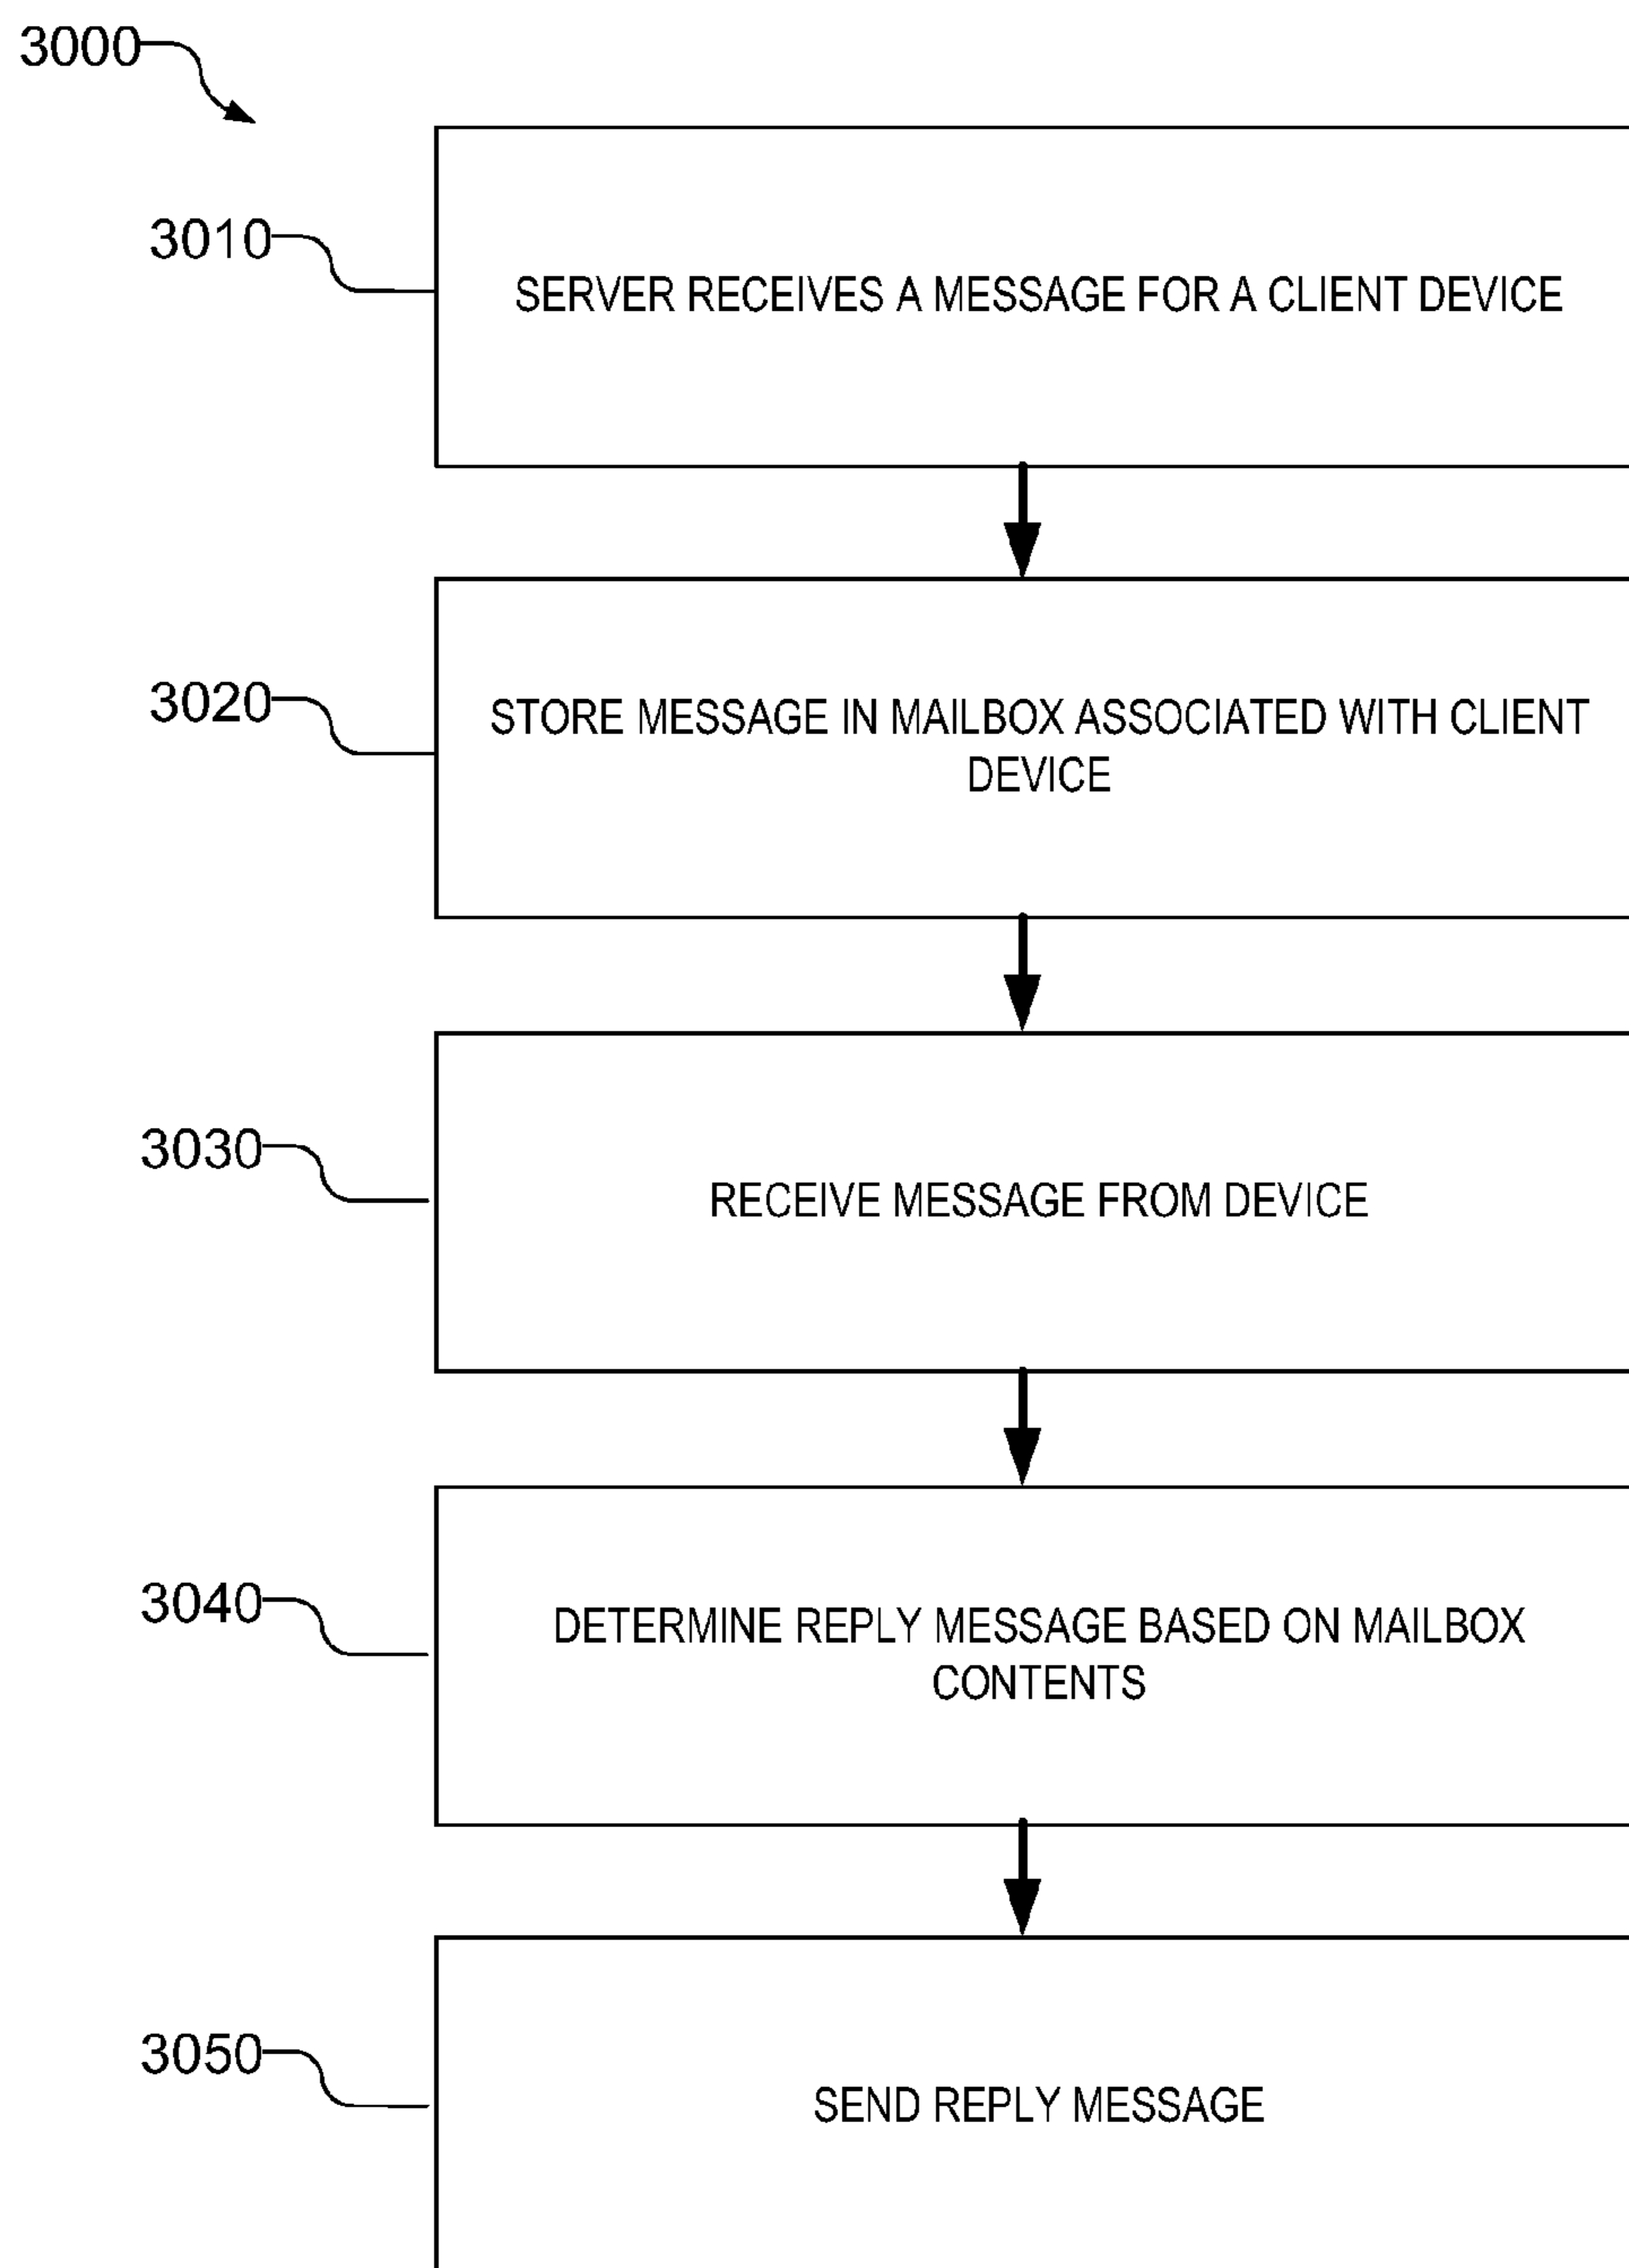 3000
3010
SERVER RECEIVES A MESSAGE FOR A CLIENT DEVICE
3020
STORE MESSAGE IN MAILBOX ASSOCIATED WITH CLIENT
DEVICE
3030
RECEIVE MESSAGE FROM DEVICE
3040
DETERMINE REPLY MESSAGE BASED ON MAILBOX
CONTENTS
3050
SEND REPLY MESSAGE